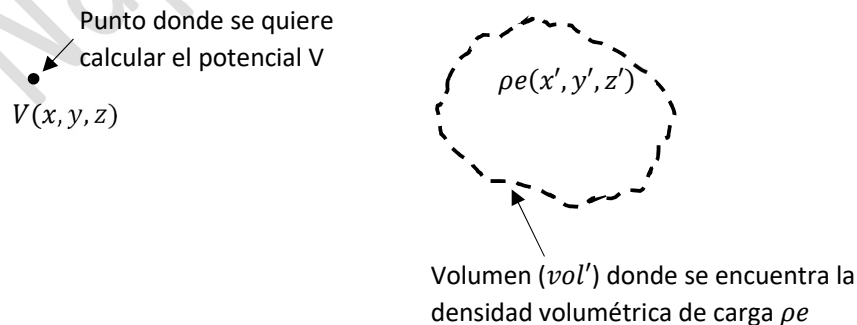 Punto donde se quiere
calcular el potencial V
V(x, y, z)
ρe(x′, y′, z′)
Volumen (vol′) donde se encuentra la
densidad volumétrica de carga ρe